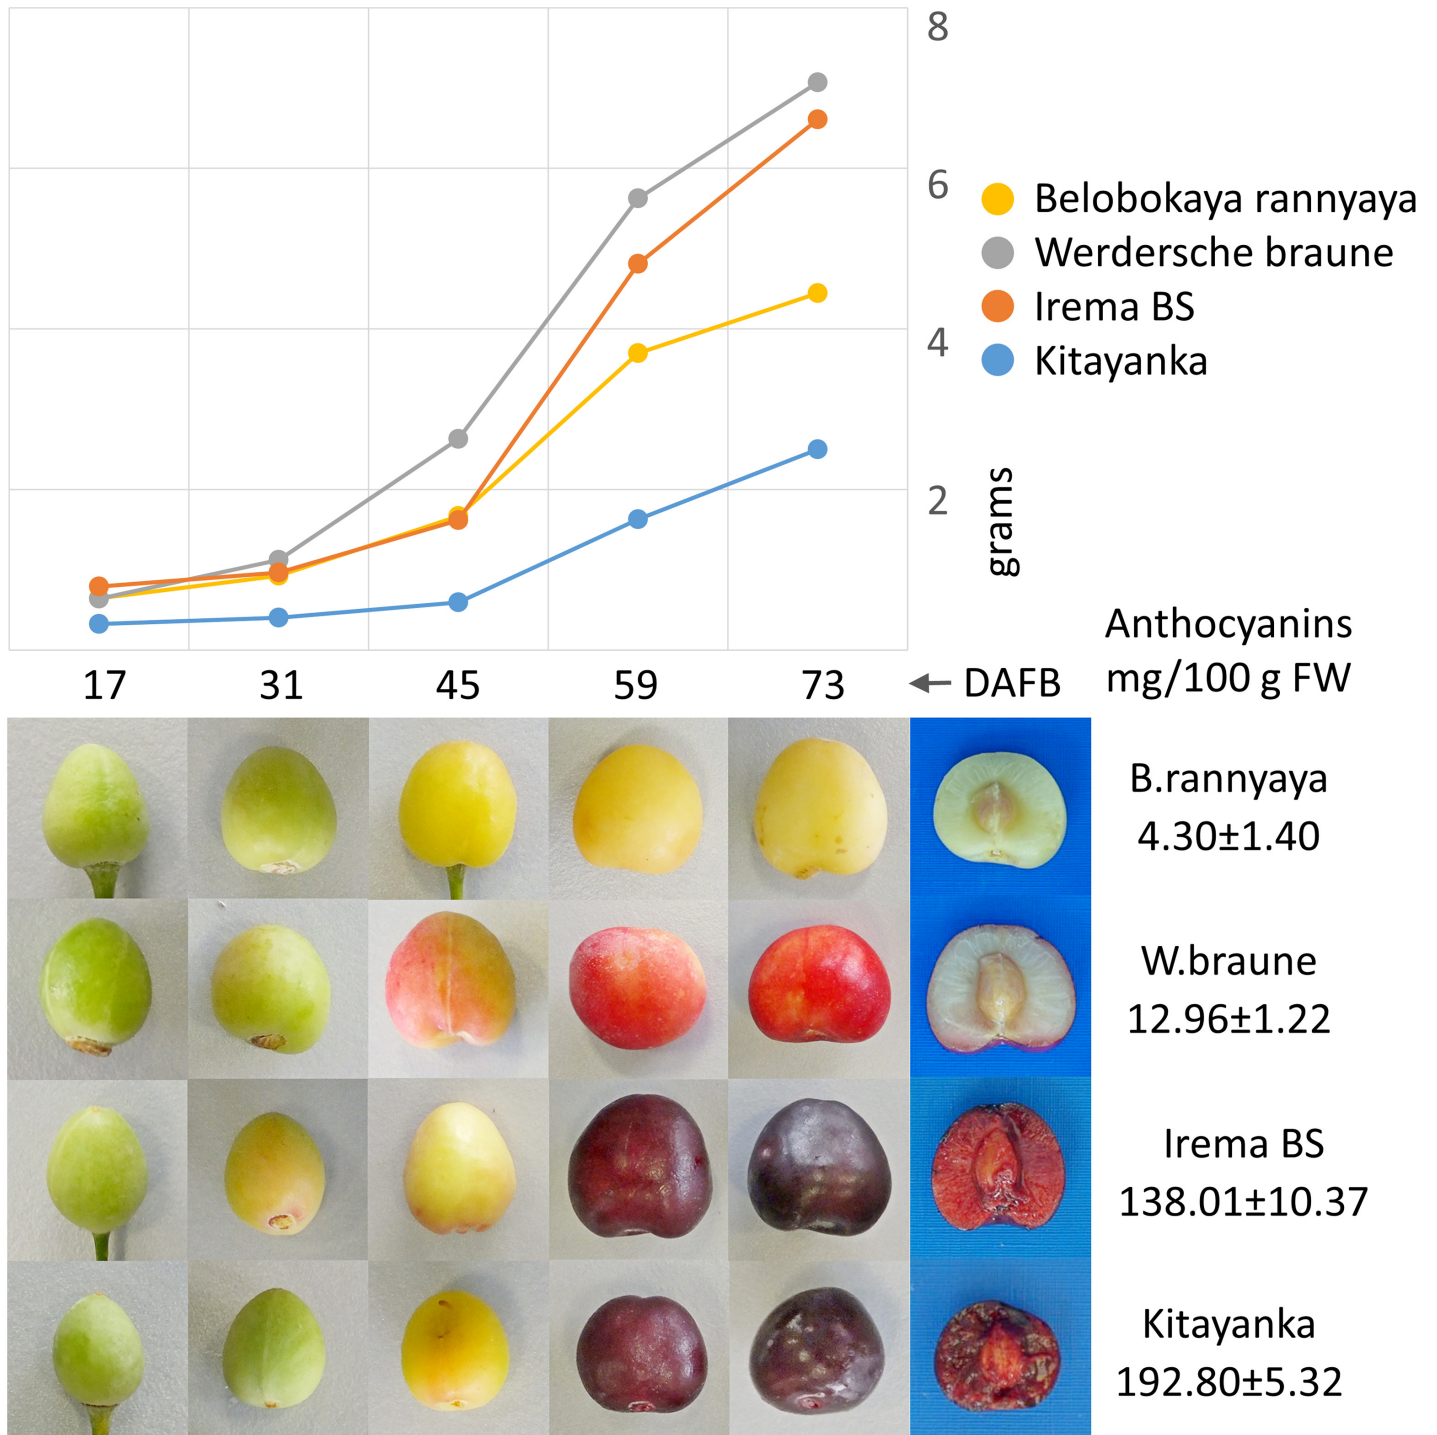 8
6
4
2
grams
Belobokaya rannyaya
Werdersche braune
Irema BS
Kitayanka
17 31 45 59 73 ← DAFB
Anthocyanins
mg/100 g FW
B.rannyaya
4.30±1.40
W.braune
12.96±1.22
Irema BS
138.01±10.37
Kitayanka
192.80±5.32